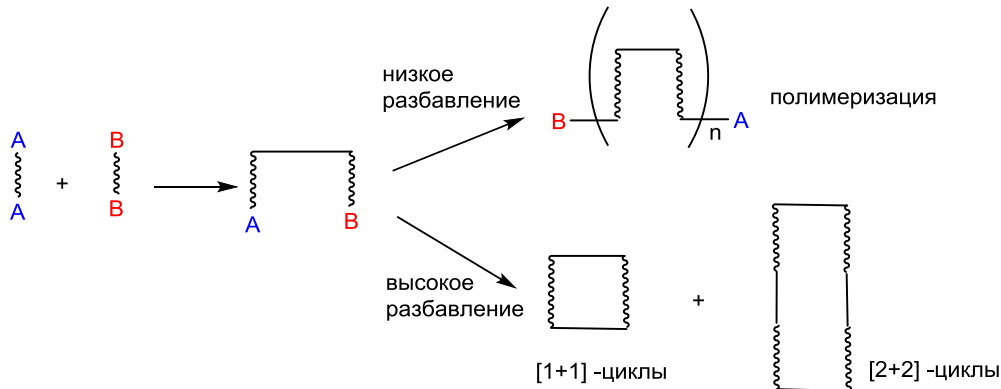 A
A
+
B
B
A
B
низкое
разбавление
B
n
A
полимеризация
высокое
разбавление
+
[1+1] -циклы
[2+2] -циклы